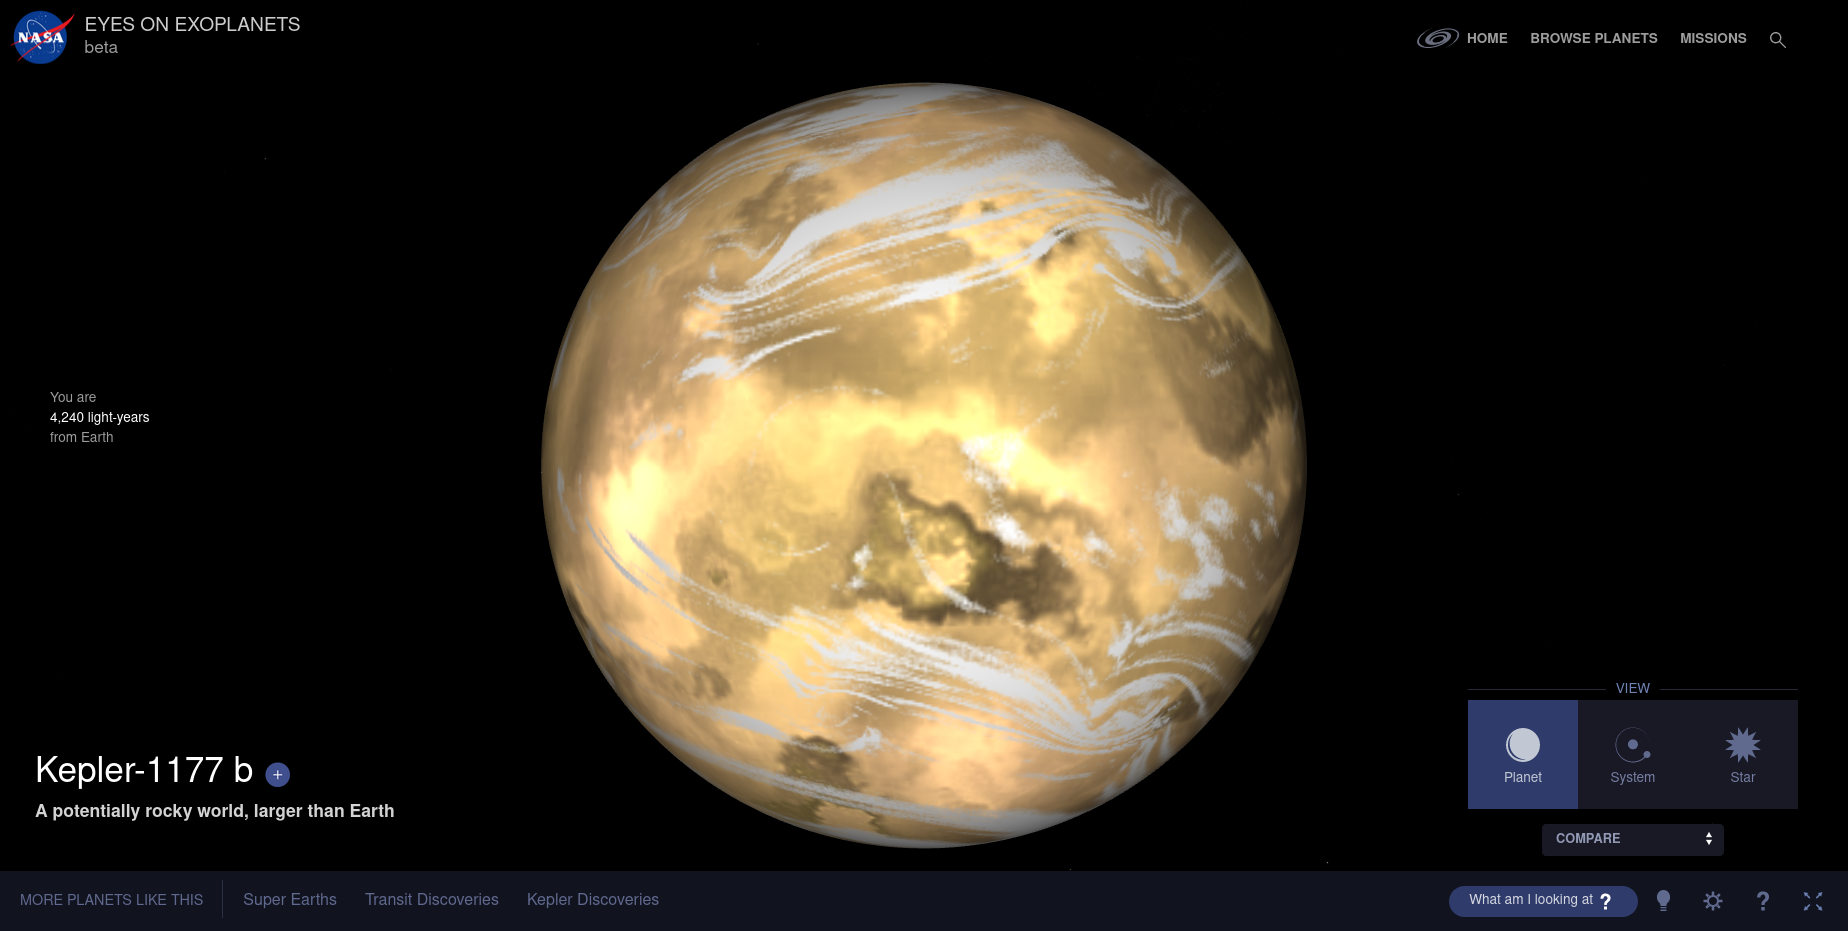 NASA
EYES ON EXOPLANETS
beta
HOME
BROWSE PLANETS
MISSIONS
You are
4,240 light-years
from Earth
Kepler-1177 b +
A potentially rocky world, larger than Earth
VIEW
Planet
System
Star
COMPARE
MORE PLANETS LIKE THIS
Super Earths
Transit Discoveries
Kepler Discoveries
What am I looking at ?
?